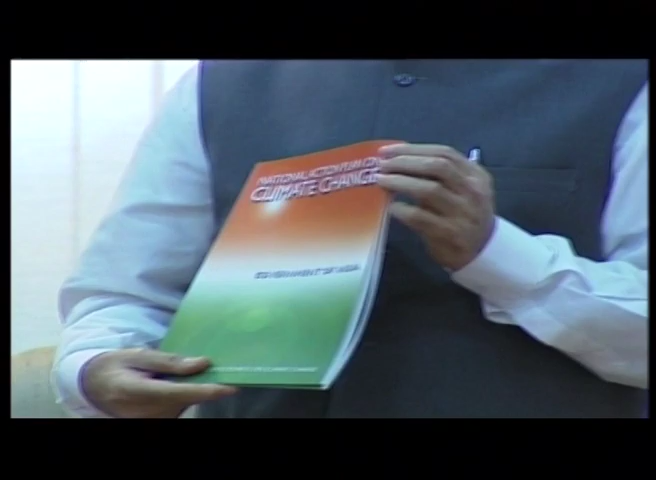 NATIONAL ACTION PLAN ON
CLIMATE CHANGE
GOVERNMENT OF INDIA